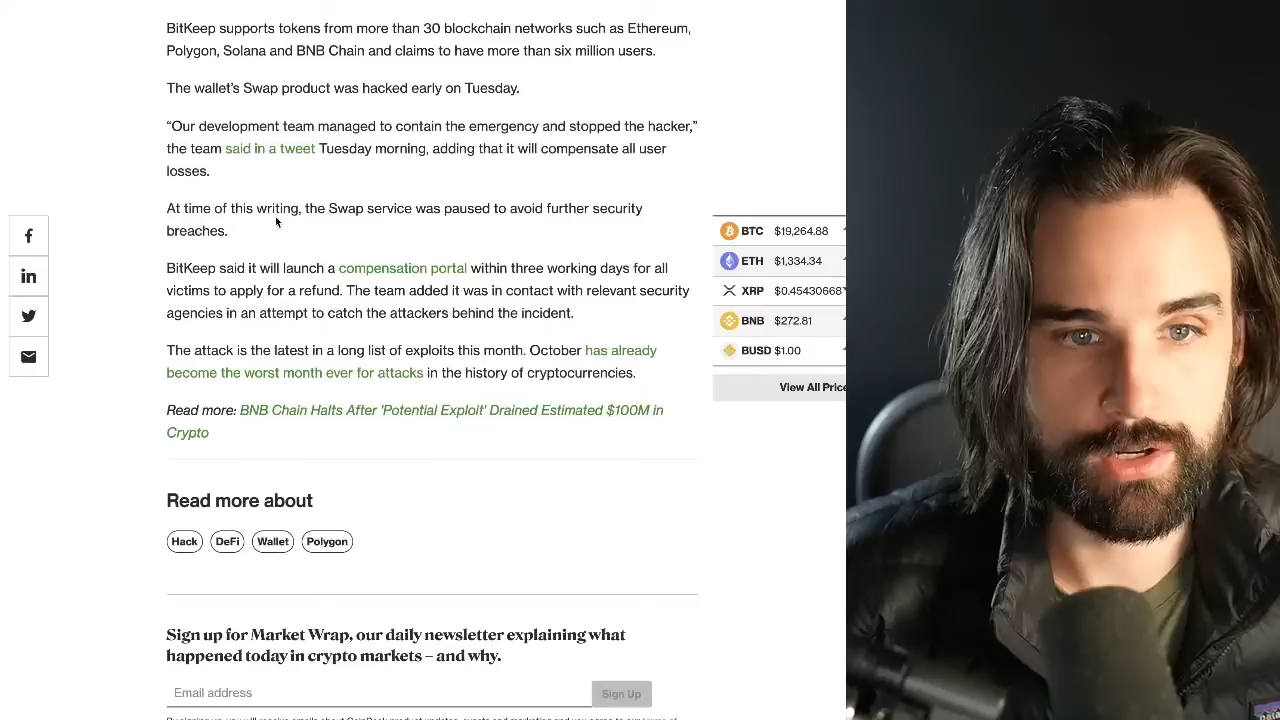 BitKeep supports tokens from more than 30 blockchain networks such as Ethereum,
Polygon, Solana and BNB Chain and claims to have more than six million users.
The wallet’s Swap product was hacked early on Tuesday.
“Our development team managed to contain the emergency and stopped the hacker,”
the team said in a tweet Tuesday morning, adding that it will compensate all user
losses.
At time of this writing, the Swap service was paused to avoid further security
breaches.
BitKeep said it will launch a compensation portal within three working days for all
victims to apply for a refund. The team added it was in contact with relevant security
agencies in an attempt to catch the attackers behind the incident.
The attack is the latest in a long list of exploits this month. October has already
become the worst month ever for attacks in the history of cryptocurrencies.
Read more: BNB Chain Halts After 'Potential Exploit' Drained Estimated $100M in
Crypto
Read more about
Hack DeFi Wallet Polygon
Sign up for Market Wrap, our daily newsletter explaining what
happened today in crypto markets – and why.
Email address Sign Up
BTC $19,264.88
ETH $1,334.34
XRP $0.45430668
BNB $272.81
BUSD $1.00
View All Price